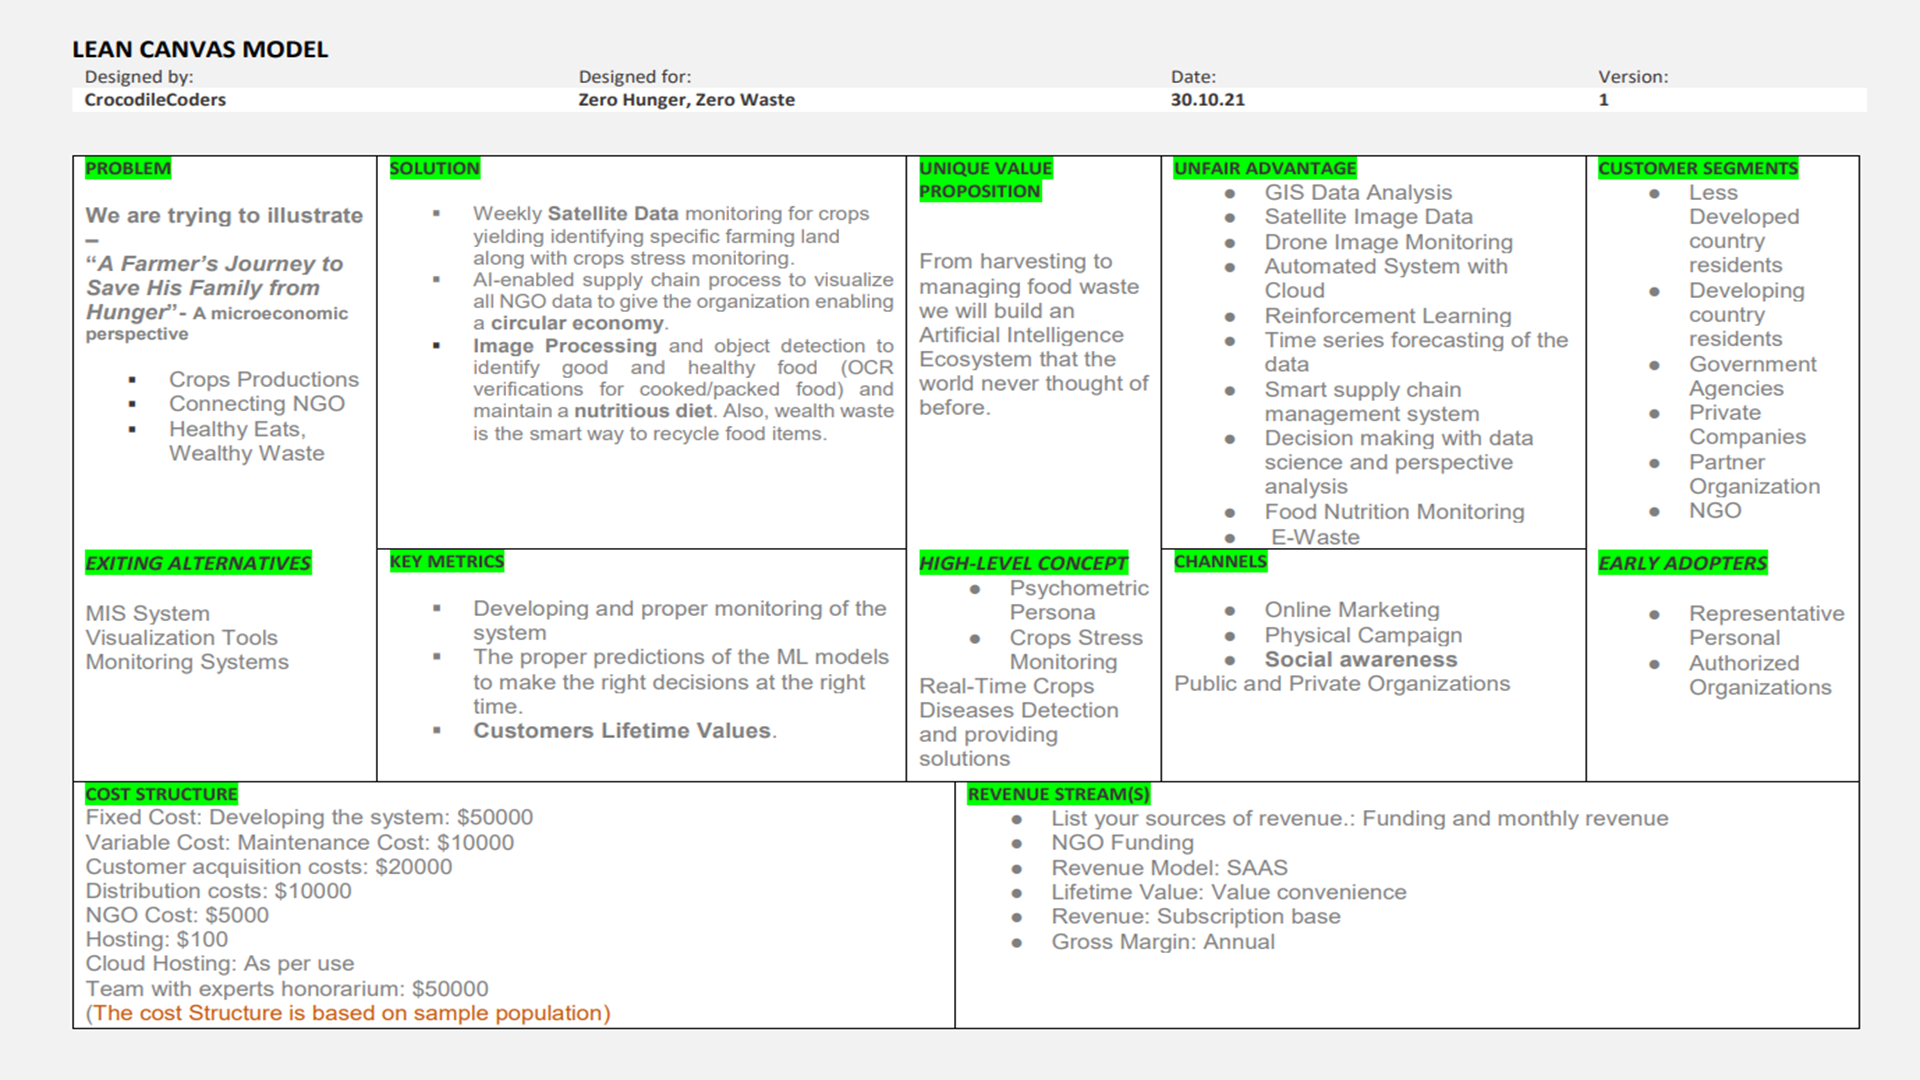 LEAN CANVAS MODEL
Designed by:
CrocodileCoders
Designed for:
Zero Hunger, Zero Waste
Date:
30.10.21
Version:
1
PROBLEM
We are trying to illustrate
–
“A Farmer’s Journey to
Save His Family from
Hunger”- A microeconomic
perspective
▪ Crops Productions
▪ Connecting NGO
▪ Healthy Eats,
Wealthy Waste
EXITING ALTERNATIVES
MIS System
Visualization Tools
Monitoring Systems
SOLUTION
▪ Weekly Satellite Data monitoring for crops
yielding identifying specific farming land
along with crops stress monitoring.
▪ AI-enabled supply chain process to visualize
all NGO data to give the organization enabling
a circular economy.
▪ Image Processing and object detection to
identify good and healthy food (OCR
verifications for cooked/packed food) and
maintain a nutritious diet. Also, wealth waste
is the smart way to recycle food items.
KEY METRICS
▪ Developing and proper monitoring of the
system
▪ The proper predictions of the ML models
to make the right decisions at the right
time.
▪ Customers Lifetime Values.
UNIQUE VALUE
PROPOSITION
From harvesting to
managing food waste
we will build an
Artificial Intelligence
Ecosystem that the
world never thought of
before.
HIGH-LEVEL CONCEPT
● Psychometric
Persona
● Crops Stress
Monitoring
Real-Time Crops
Diseases Detection
and providing
solutions
UNFAIR ADVANTAGE
● GIS Data Analysis
● Satellite Image Data
● Drone Image Monitoring
● Automated System with
Cloud
● Reinforcement Learning
● Time series forecasting of the
data
● Smart supply chain
management system
● Decision making with data
science and perspective
analysis
● Food Nutrition Monitoring
● E-Waste
CHANNELS
● Online Marketing
● Physical Campaign
● Social awareness
Public and Private Organizations
CUSTOMER SEGMENTS
● Less
Developed
country
residents
● Developing
country
residents
● Government
Agencies
● Private
Companies
● Partner
Organization
● NGO
EARLY ADOPTERS
● Representative
Personal
● Authorized
Organizations
COST STRUCTURE
Fixed Cost: Developing the system: $50000
Variable Cost: Maintenance Cost: $10000
Customer acquisition costs: $20000
Distribution costs: $10000
NGO Cost: $5000
Hosting: $100
Cloud Hosting: As per use
Team with experts honorarium: $50000
(The cost Structure is based on sample population)
REVENUE STREAM(S)
● List your sources of revenue.: Funding and monthly revenue
● NGO Funding
● Revenue Model: SAAS
● Lifetime Value: Value convenience
● Revenue: Subscription base
● Gross Margin: Annual